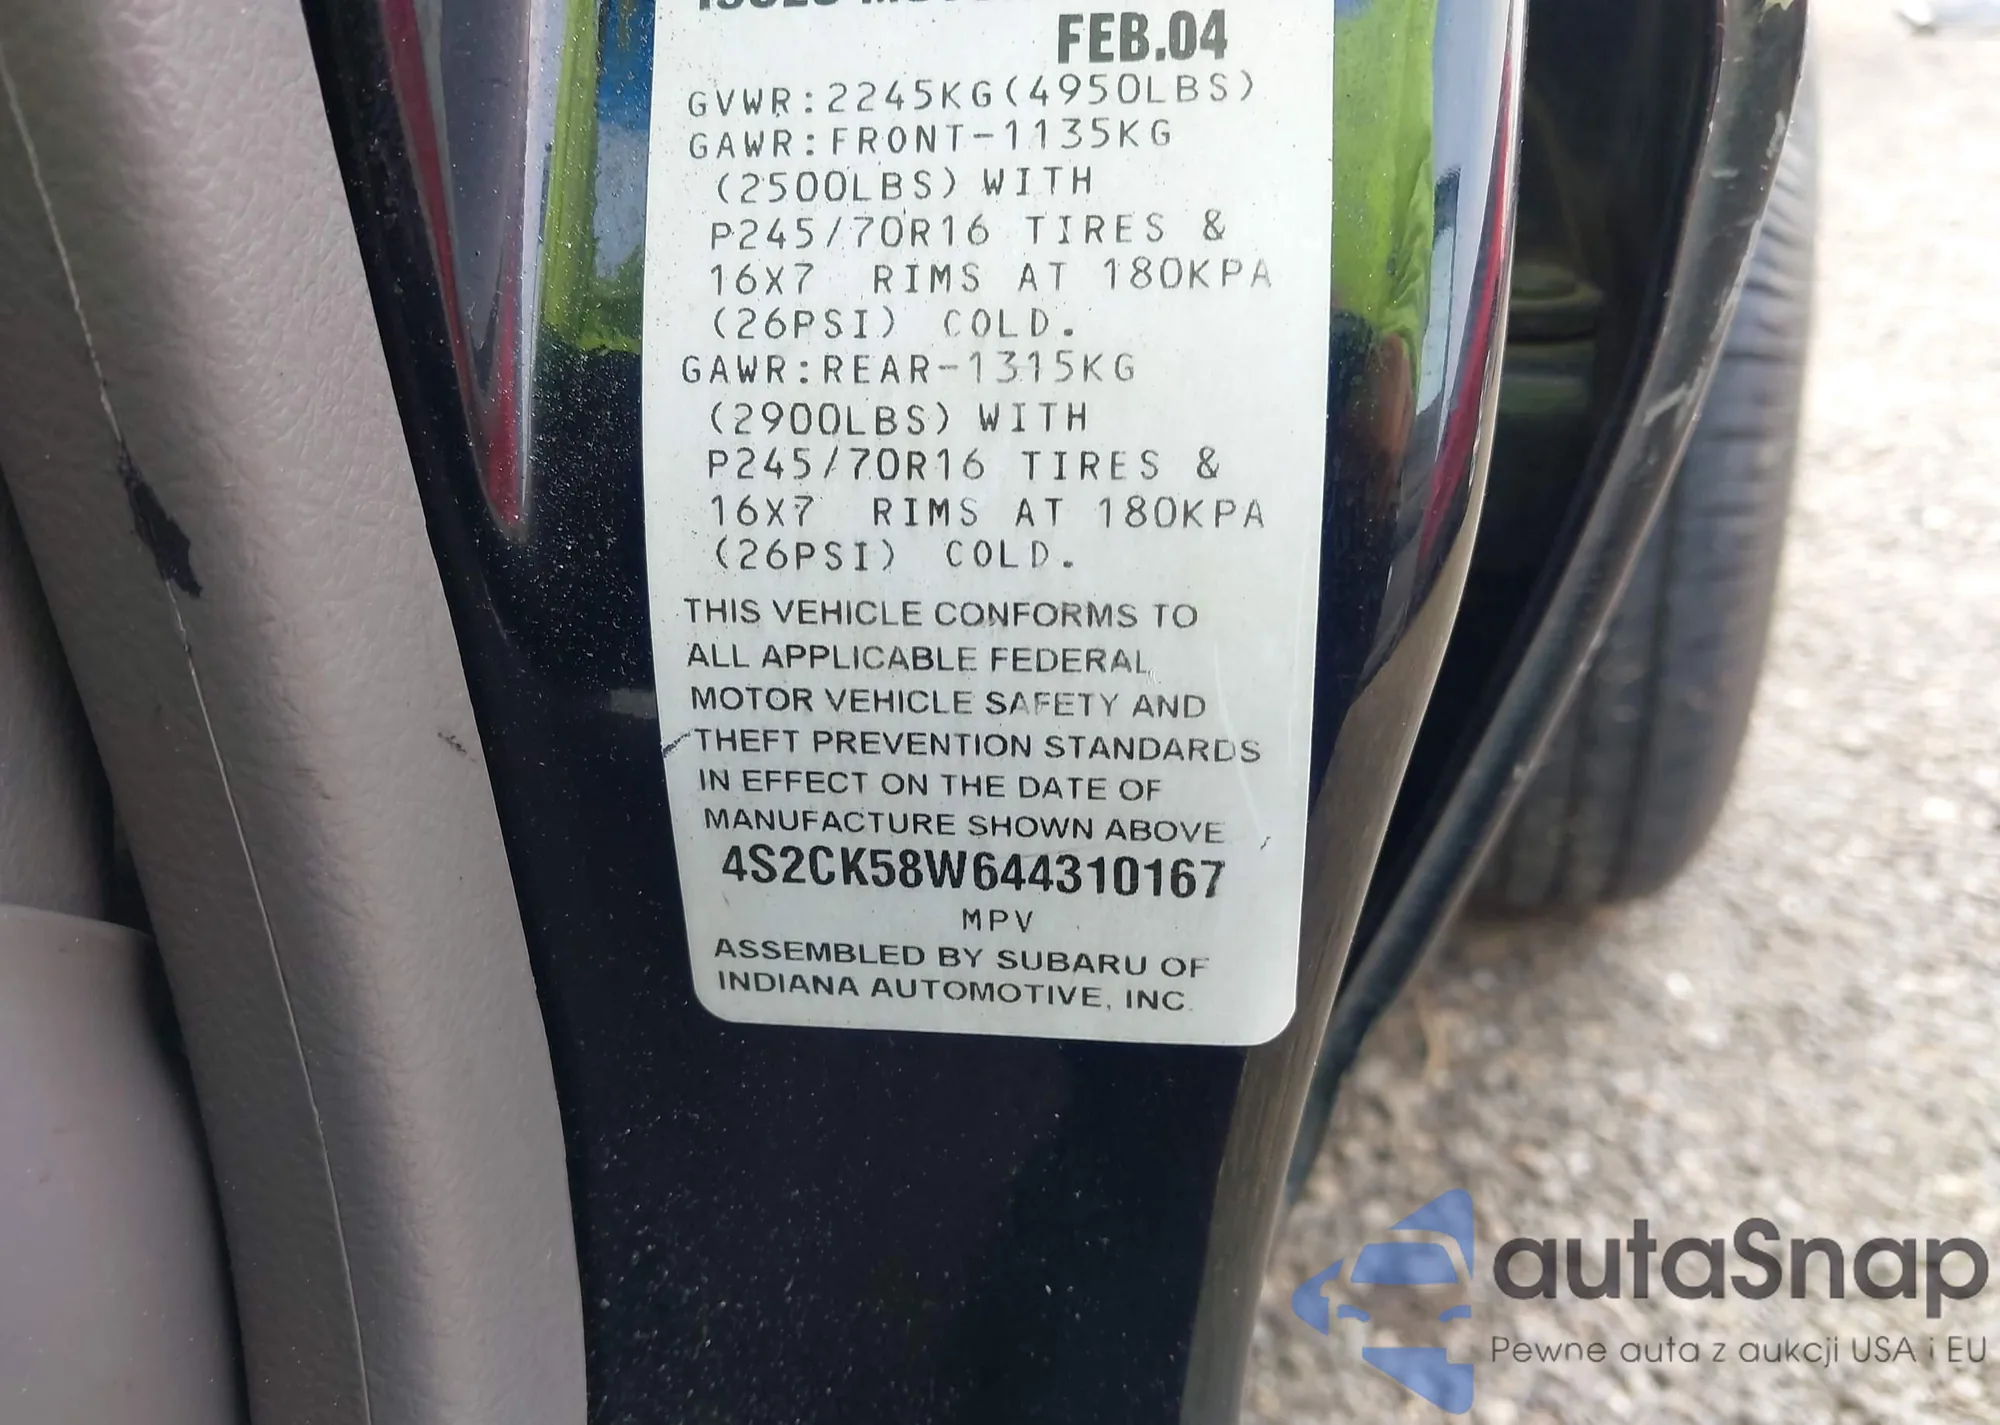 FEB.04
GVWR:2245KG(4950LBS)
GAWR:FRONT-1135KG
(2500LBS) WITH
P245/70R16 TIRES &
16X7 RIMS AT 180KPA
(26PSI) COLD.
GAWR:REAR-1315KG
(2900LBS) WITH
P245/70R16 TIRES &
16X7 RIMS AT 180KPA
(26PSI) COLD.
THIS VEHICLE CONFORMS TO
ALL APPLICABLE FEDERAL
MOTOR VEHICLE SAFETY AND
THEFT PREVENTION STANDARDS
IN EFFECT ON THE DATE OF
MANUFACTURE SHOWN ABOVE
4S2CK58W644310167
MPV
ASSEMBLED BY SUBARU OF
INDIANA AUTOMOTIVE, INC.
autaSnap
Pewne auta z aukcji USA i EU